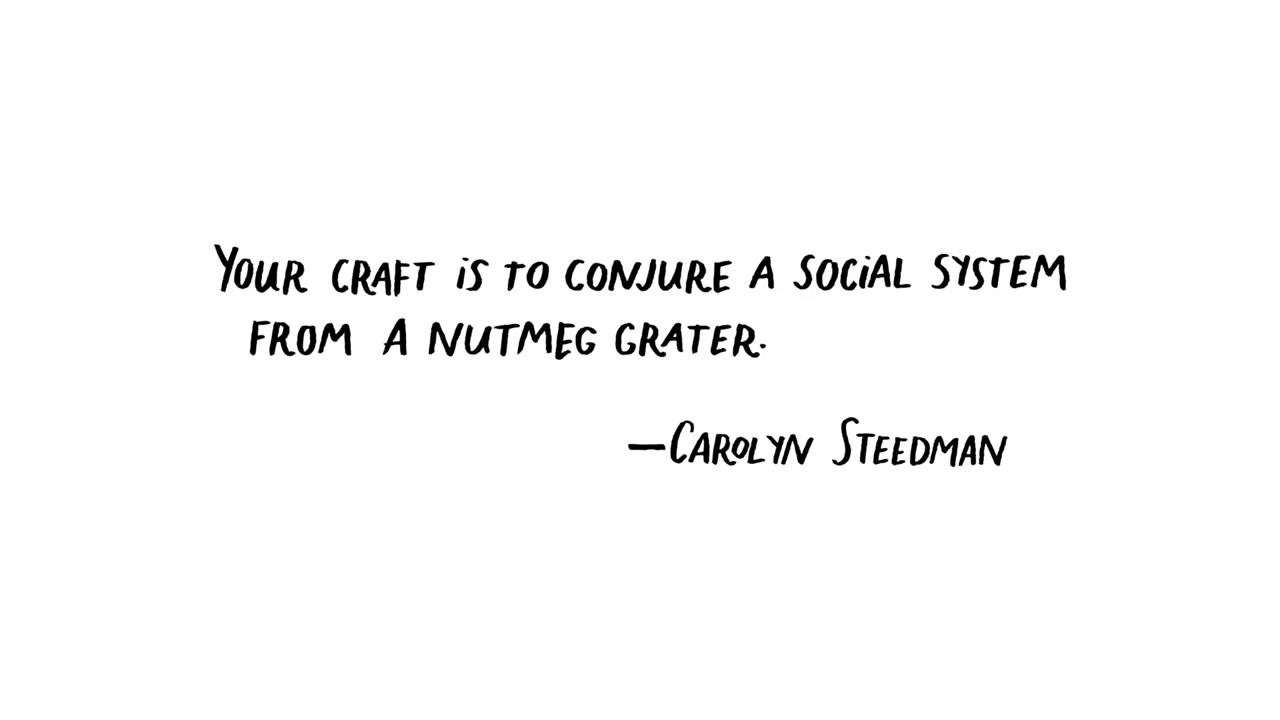 YOUR CRAFT iS TO CONJURE A SOCiAL SYSTEM
FROM A NUTMEG GRATER.
—CAROLYN STEEDMAN